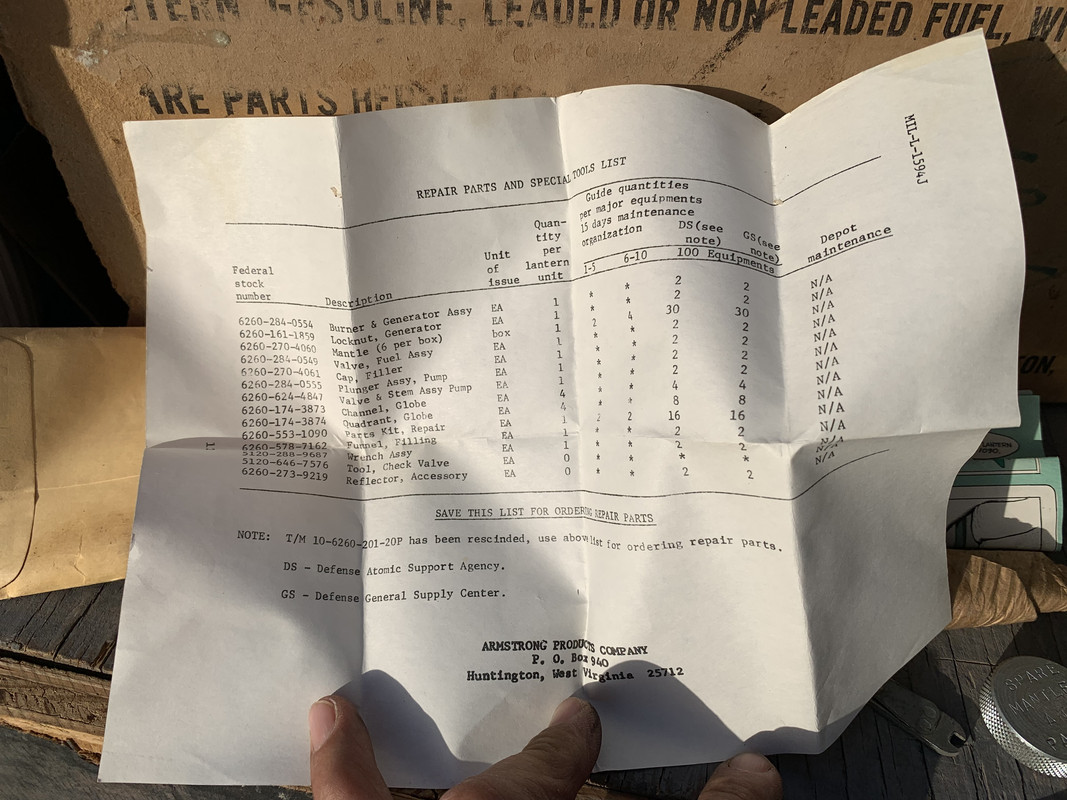 TERN GASOLINE, LEADED OR NON LEADED FUEL, WI
ARE PARTS
MIL-L-1594J
REPAIR PARTS AND SPECIAL TOOLS LIST
Federal stock number Description Unit of issue Quan-tity per lantern unit Guide quantities per major equipments 15 days maintenance organization 1-5 6-10 DS(see note) GS(see note) 100 Equipments Depot maintenance
6260-284-0554 Burner & Generator Assy EA 1 * * 2 2 N/A
6260-161-1859 Locknut, Generator EA 1 * * 2 2 N/A
6260-270-4060 Mantle (6 per box) box 1 2 4 30 30 N/A
6260-284-0549 Valve, Fuel Assy EA 1 * * 2 2 N/A
6260-270-4061 Cap, Filler EA 1 * * 2 2 N/A
6260-284-0555 Plunger Assy, Pump EA 1 * * 2 2 N/A
6260-624-4847 Valve & Stem Assy Pump EA 1 * * 2 2 N/A
6260-174-3873 Channel, Globe EA 4 * * 4 4 N/A
6260-174-3874 Quadrant, Globe EA 4 * * 8 8 N/A
6260-553-1090 Parts Kit, Repair EA 1 2 2 16 16 N/A
6260-578-7162 Funnel, Filling EA 1 * * 2 2 N/A
5120-288-9687 Wrench Assy EA 1 * * 2 2 N/A
5120-646-7576 Tool, Check Valve EA 0 * * * * N/A
6260-273-9219 Reflector, Accessory EA 0 * * 2 2 N/A
SAVE THIS LIST FOR ORDERING REPAIR PARTS
NOTE: T/M 10-6260-201-20P has been rescinded, use above list for ordering repair parts.
DS - Defense Atomic Support Agency.
GS - Defense General Supply Center.
ARMSTRONG PRODUCTS COMPANY
P. O. Box 940
Huntington, West Virginia 25712
11
ON,
LANTERN
SPARE
MANTLE
&